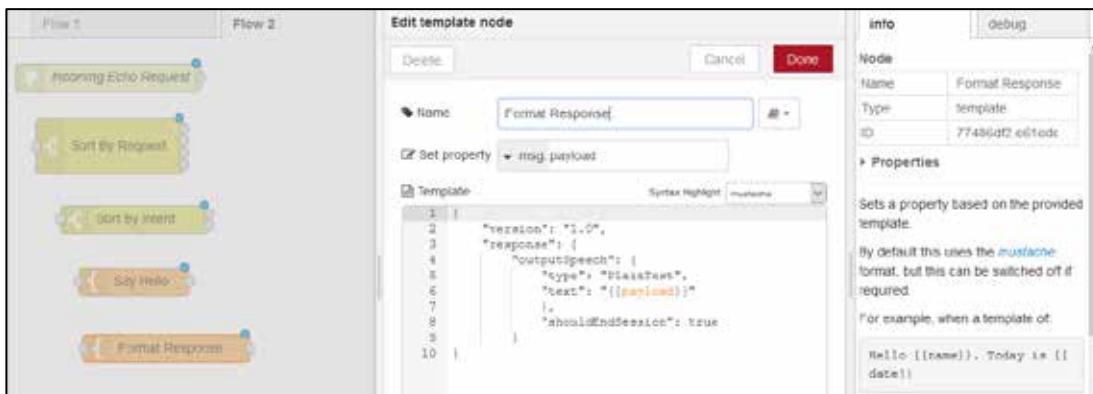 Flow 1
Flow 2
Incoming Echo Request
Sort By Request
Sort By Intent
Say Hello
Format Response
Edit template node
Delete
Cancel
Done
Name
Format Response
Set property
msg. payload
Template
Syntax Highlight: mustache
1 {
2 "version": "1.0",
3 "response": {
4 "outputSpeech": {
5 "type": "PlainText",
6 "text": "{{payload}}"
7 },
8 "shouldEndSession": true
9 }
10 }
info
debug
Node
Name Format Response
Type template
ID
Properties
Sets a property based on the provided
template.
By default this uses the mustache
format, but this can be switched off if
required.
For example, when a template of:
Hello {{name}}. Today is {{
date}}